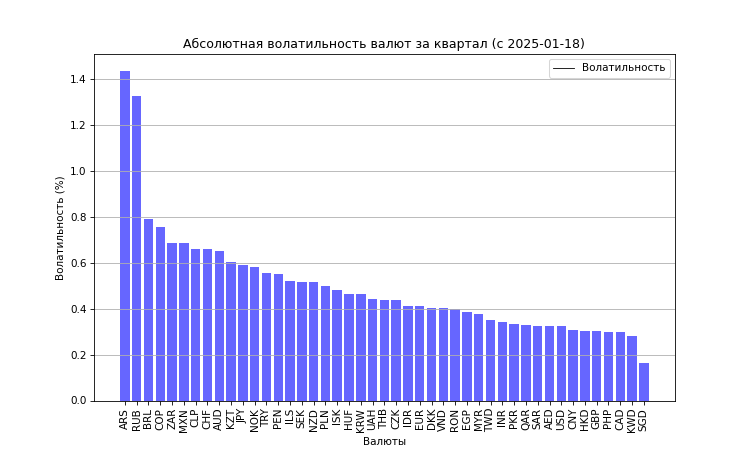 Абсолютная волатильность валют за квартал (с 2025-01-18)
Волатильность
Волатильность (%)
1.4
1.2
1.0
0.8
0.6
0.4
0.2
0.0
ARS RUB BRL COP ZAR MXN CLP CHF AUD KZT JPY NOK TRY PEN ILS SEK NZD PLN ISK HUF KRW UAH THB CZK IDR EUR DKK VND RON EGP MYR TWD INR PKR QAR SAR AED USD CNY HKD GBP PHP CAD KWD SGD
Валюты